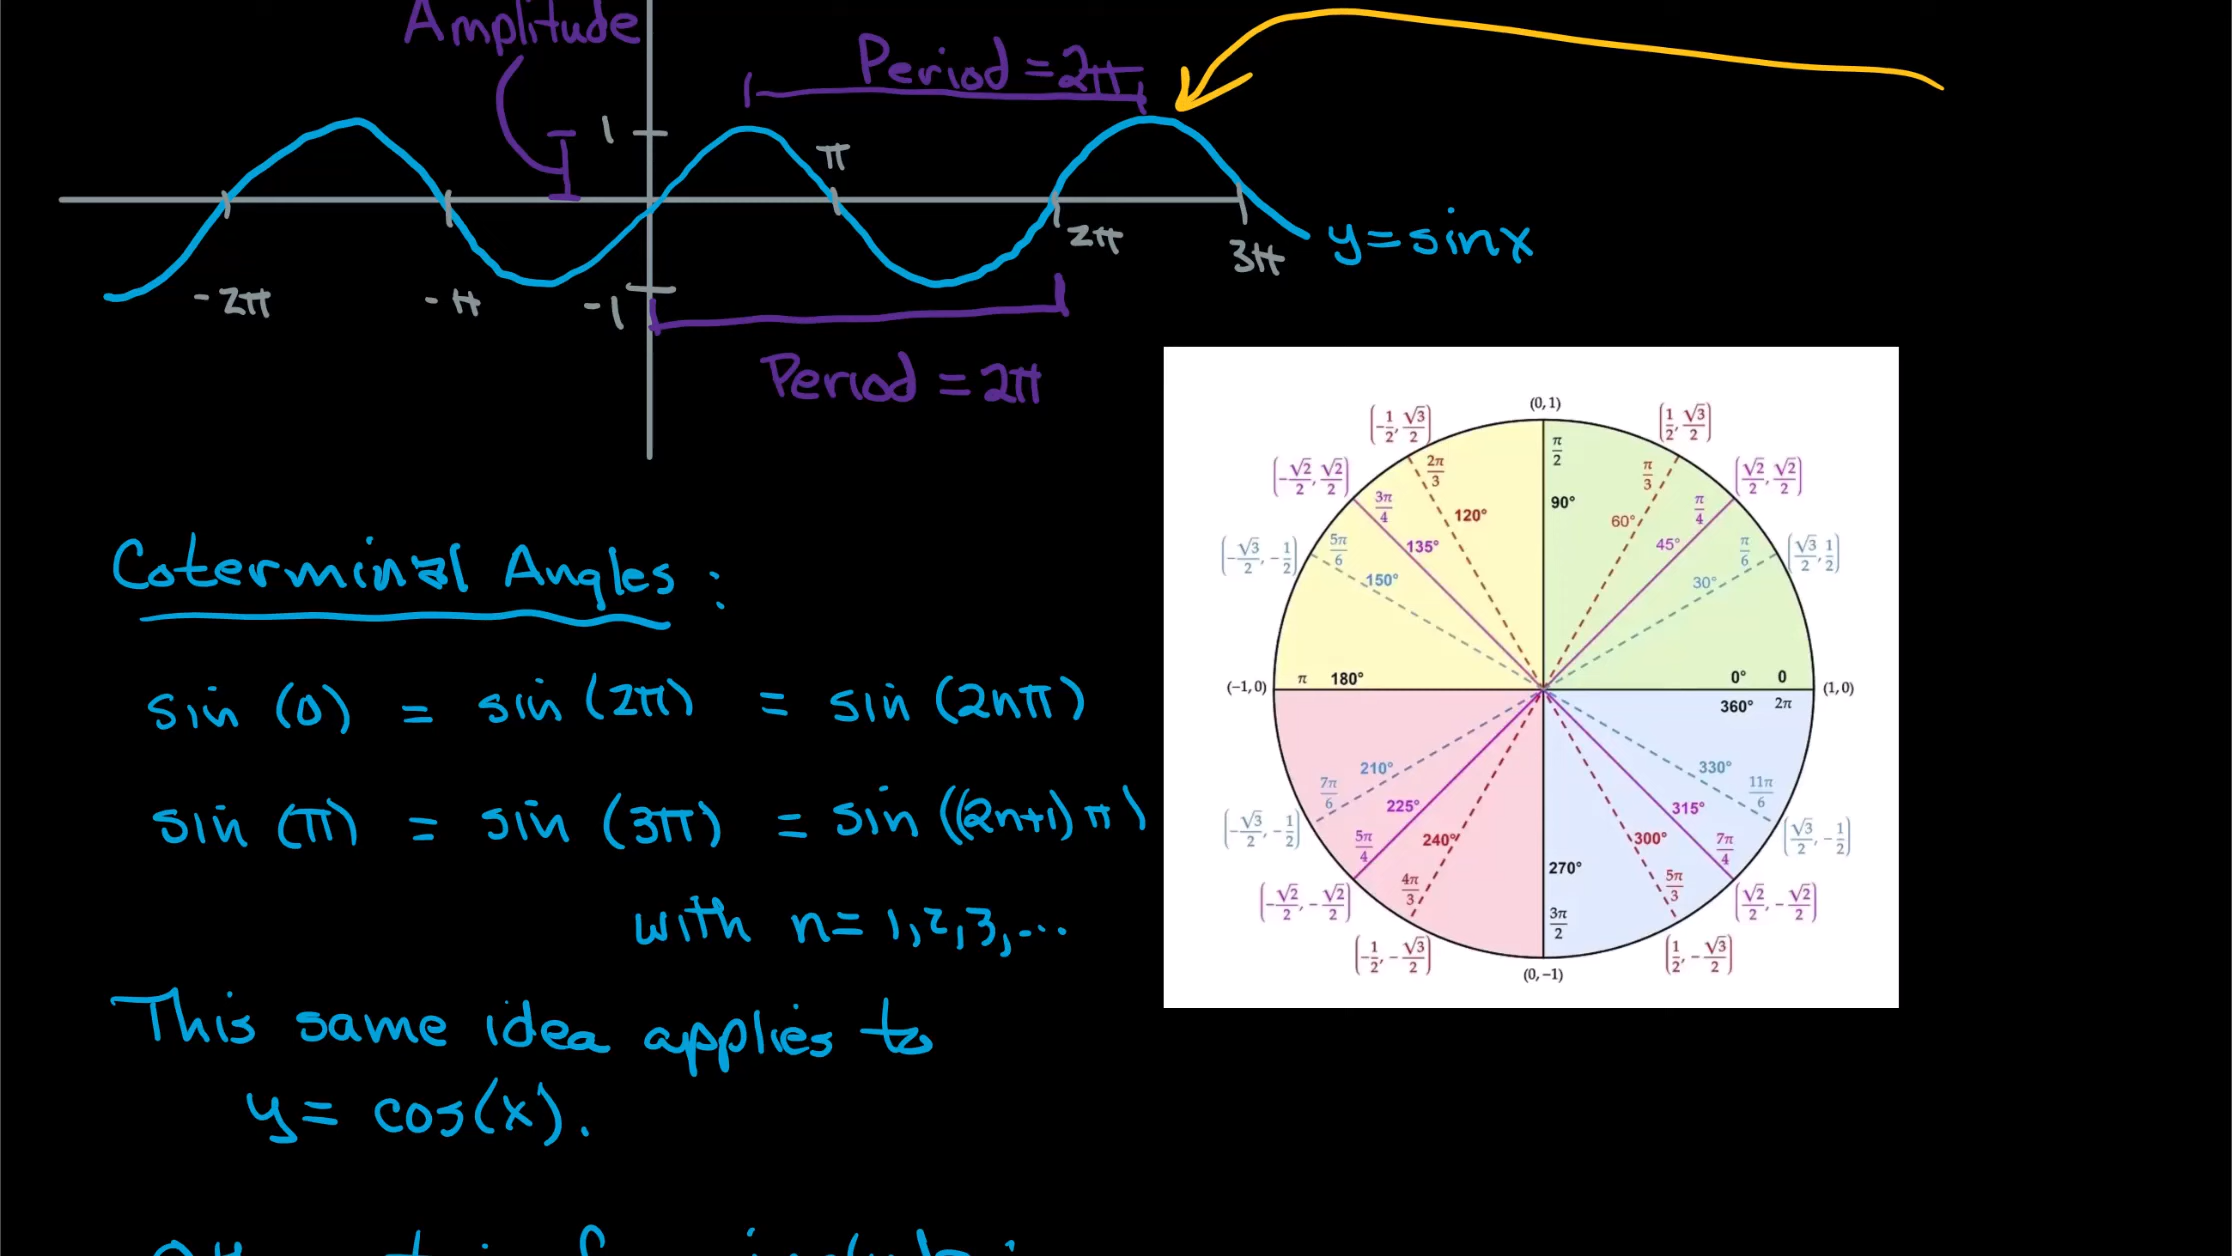 Amplitude
Period = 2π
1
π
2π
3π
y = sinx
-2π
-π
-1
Period = 2π
Coterminal Angles :
sin (0) = sin (2π) = sin (2nπ)
sin (π) = sin (3π) = sin ((2n+1) π)
with n= 1,2,3,...
This same idea applies to
y= cos(x).
(0, 1)
(-1/2, √3/2)
(1/2, √3/2)
(-√2/2, √2/2)
(√2/2, √2/2)
(-√3/2, -1/2)
(√3/2, 1/2)
2π/3
π/2
π/3
3π/4
π/4
5π/6
π/6
120°
90°
60°
135°
45°
150°
30°
(-1, 0)
π
180°
0°
0
(1, 0)
360°
2π
210°
330°
7π/6
11π/6
225°
315°
(-√3/2, -1/2)
(√3/2, -1/2)
5π/4
240°
300°
7π/4
270°
4π/3
5π/3
(-√2/2, -√2/2)
(√2/2, -√2/2)
3π/2
(-1/2, -√3/2)
(1/2, -√3/2)
(0, -1)